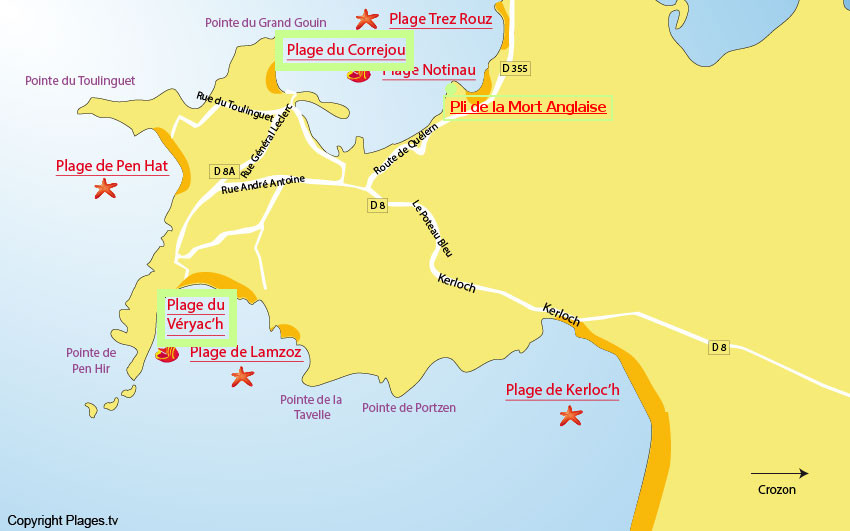 Pointe du Grand Gouin
Plage Trez Rouz
Plage du Correjou
Plage Notinau
D 355
Pointe du Toulinguet
Rue du Toulinguet
Rue Général Leclerc
Pli de la Mort Anglaise
Route de Quélern
Plage de Pen Hat
D 8A
Rue André Antoine
D 8
Le Poteau Bleu
Kerloch
Kerloch
Plage du
Véryac'h
D 8
Pointe de
Pen Hir
Plage de Lamzoz
Pointe de la
Tavelle
Pointe de Portzen
Plage de Kerloc'h
Crozon
Copyright Plages.tv